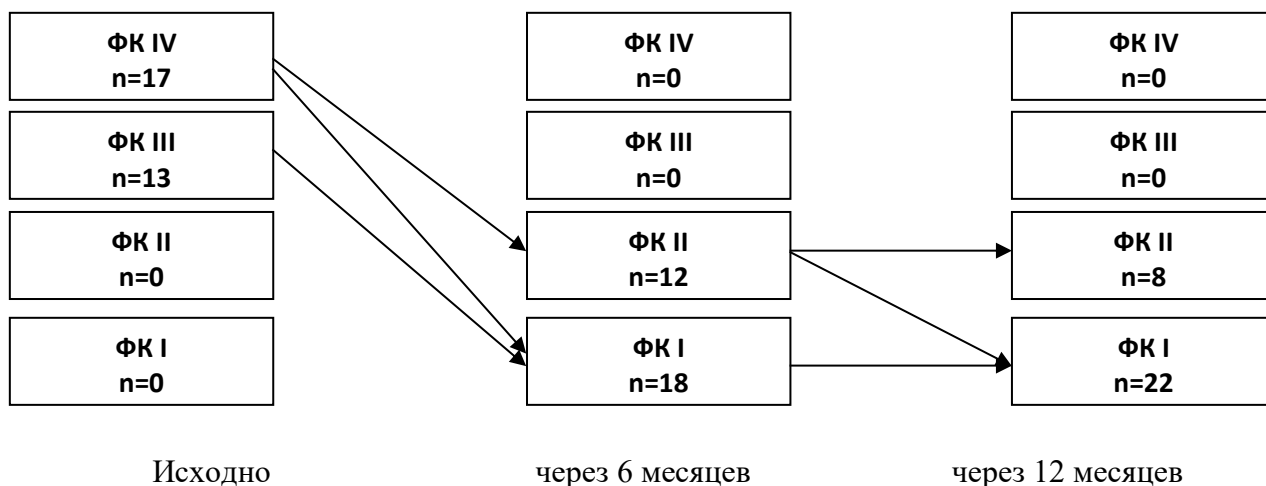 ФК IV
n=17
ФК IV
n=0
ФК IV
n=0
ФК III
n=13
ФК III
n=0
ФК III
n=0
ФК II
n=0
ФК II
n=12
ФК II
n=8
ФК I
n=0
ФК I
n=18
ФК I
n=22
Исходно
через 6 месяцев
через 12 месяцев